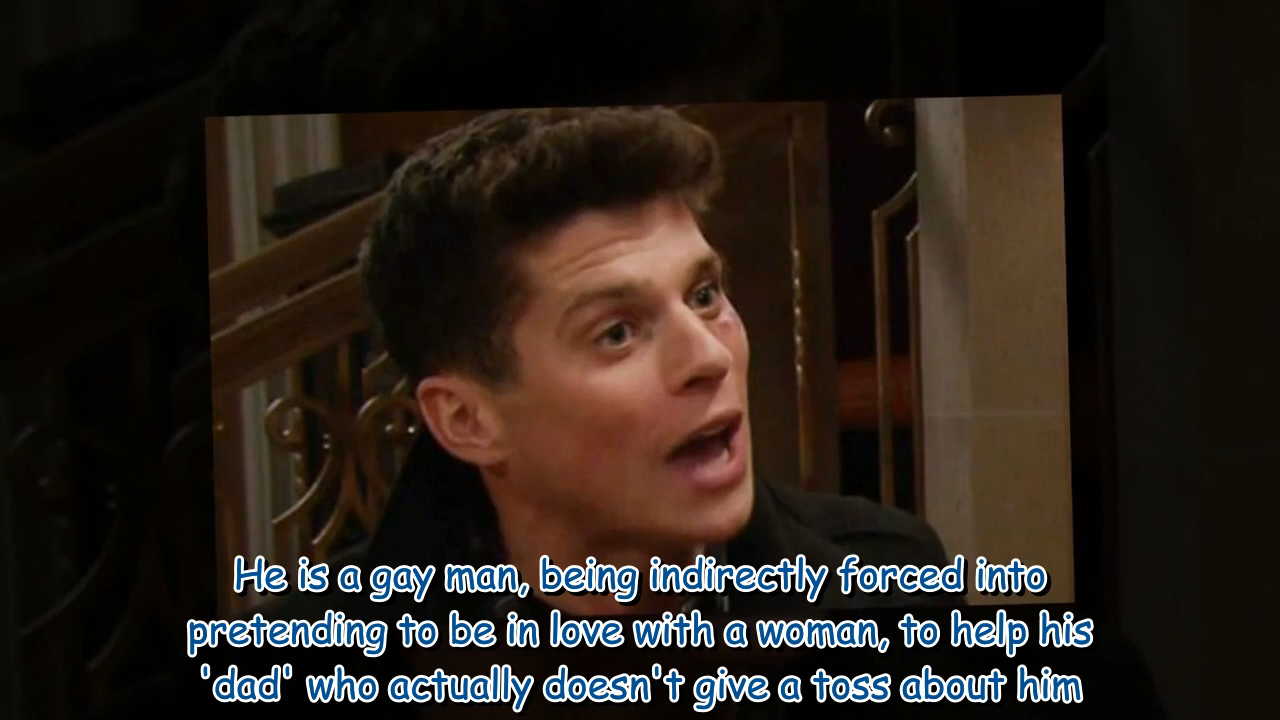 He is a gay man, being indirectly forced into
pretending to be in love with a woman, to help his
'dad' who actually doesn't give a toss about him